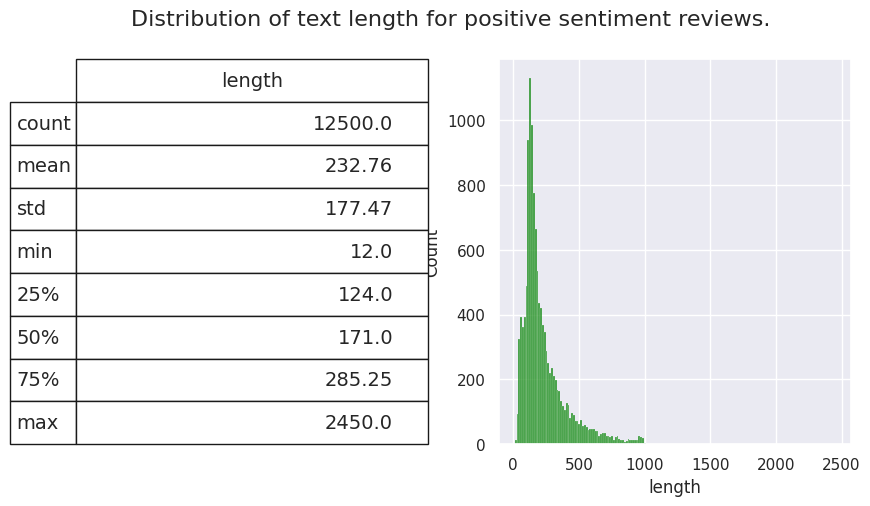 Distribution of text length for positive sentiment reviews.
length
count 12500.0
mean 232.76
std 177.47
min 12.0
25% 124.0
50% 171.0
75% 285.25
max 2450.0
Count
1000
800
600
400
200
0
0 500 1000 1500 2000 2500
length